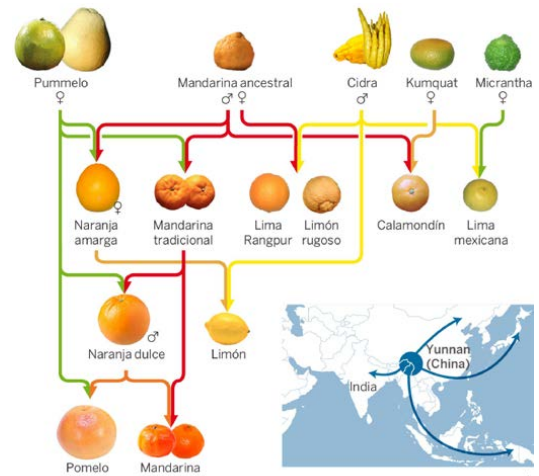 Pummelo
Mandarina ancestral
Cidra
Kumquat
Micrantha
♀
♂ ♀
♂
♀
♀
♀
Naranja
amarga
Mandarina
tradicional
Lima
Rangpur
Limón
rugoso
Calamondín
Lima
mexicana
♂
Naranja dulce
Limón
Pomelo
Mandarina
Yunnan
(China)
India